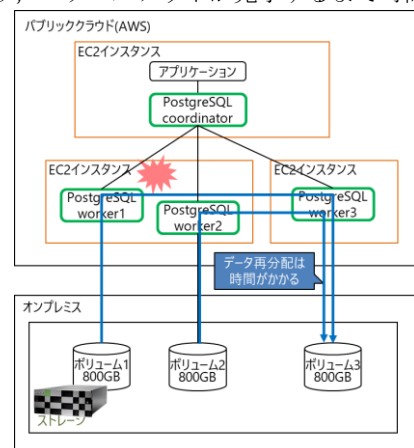 パブリッククラウド(AWS)
EC2インスタンス
アプリケーション
PostgreSQL
coordinator
EC2インスタンス
EC2インスタンス
PostgreSQL
worker1
PostgreSQL
worker2
PostgreSQL
worker3
データ再分配は
時間がかかる
オンプレミス
ボリューム1
800GB
ボリューム2
800GB
ボリューム3
800GB
ストレージ